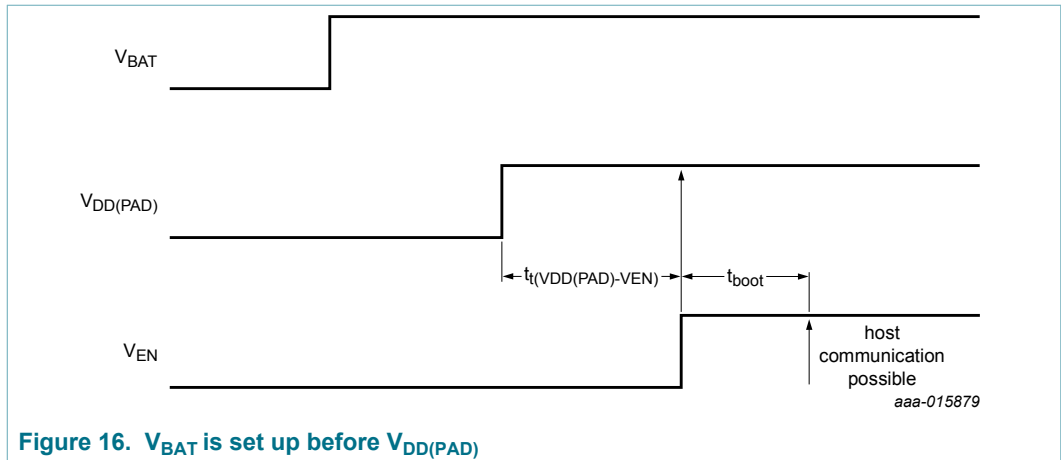 VBAT
VDD(PAD)
tt(VDD(PAD)-VEN)
tboot
VEN
host
communication
possible
aaa-015879
Figure 16. VBAT is set up before VDD(PAD)